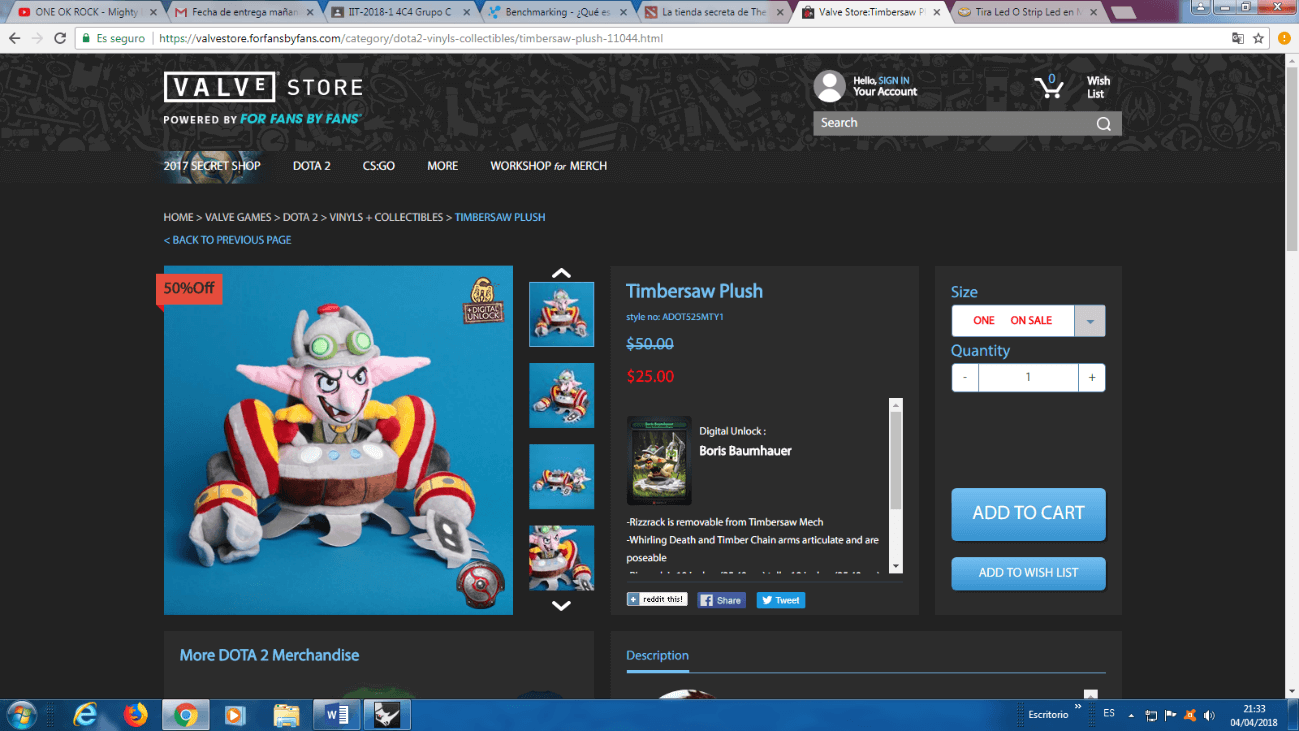 ONE OK ROCK - Mighty
Fecha de entrega mañan
IIT-2018-1 4C4 Grupo C
Benchmarking - ¿Qué es
La tienda secreta de The
Valve Store:Timbersaw Pl
Tira Led O Strip Led en
Es seguro
https://valvestore.forfansbyfans.com/category/dota2-vinyls-collectibles/timbersaw-plush-11044.html
VALVE STORE
POWERED BY FOR FANS BY FANS
Hello, SIGN IN
Your Account
0
Wish
List
Search
2017 SECRET SHOP
DOTA 2
CS:GO
MORE
WORKSHOP for MERCH
HOME > VALVE GAMES > DOTA 2 > VINYLS + COLLECTIBLES > TIMBERSAW PLUSH
< BACK TO PREVIOUS PAGE
50%Off
+DIGITAL
UNLOCK
Timbersaw Plush
style no: ADOT525MTY1
$50.00
$25.00
Boris Baumhauer
Digital Unlock :
Boris Baumhauer
-Rizzrack is removable from Timbersaw Mech
-Whirling Death and Timber Chain arms articulate and are
poseable
reddit this!
Share
Tweet
Size
ONE ON SALE
Quantity
- 1 +
ADD TO CART
ADD TO WISH LIST
More DOTA 2 Merchandise
Description
Escritorio
ES
21:33
04/04/2018